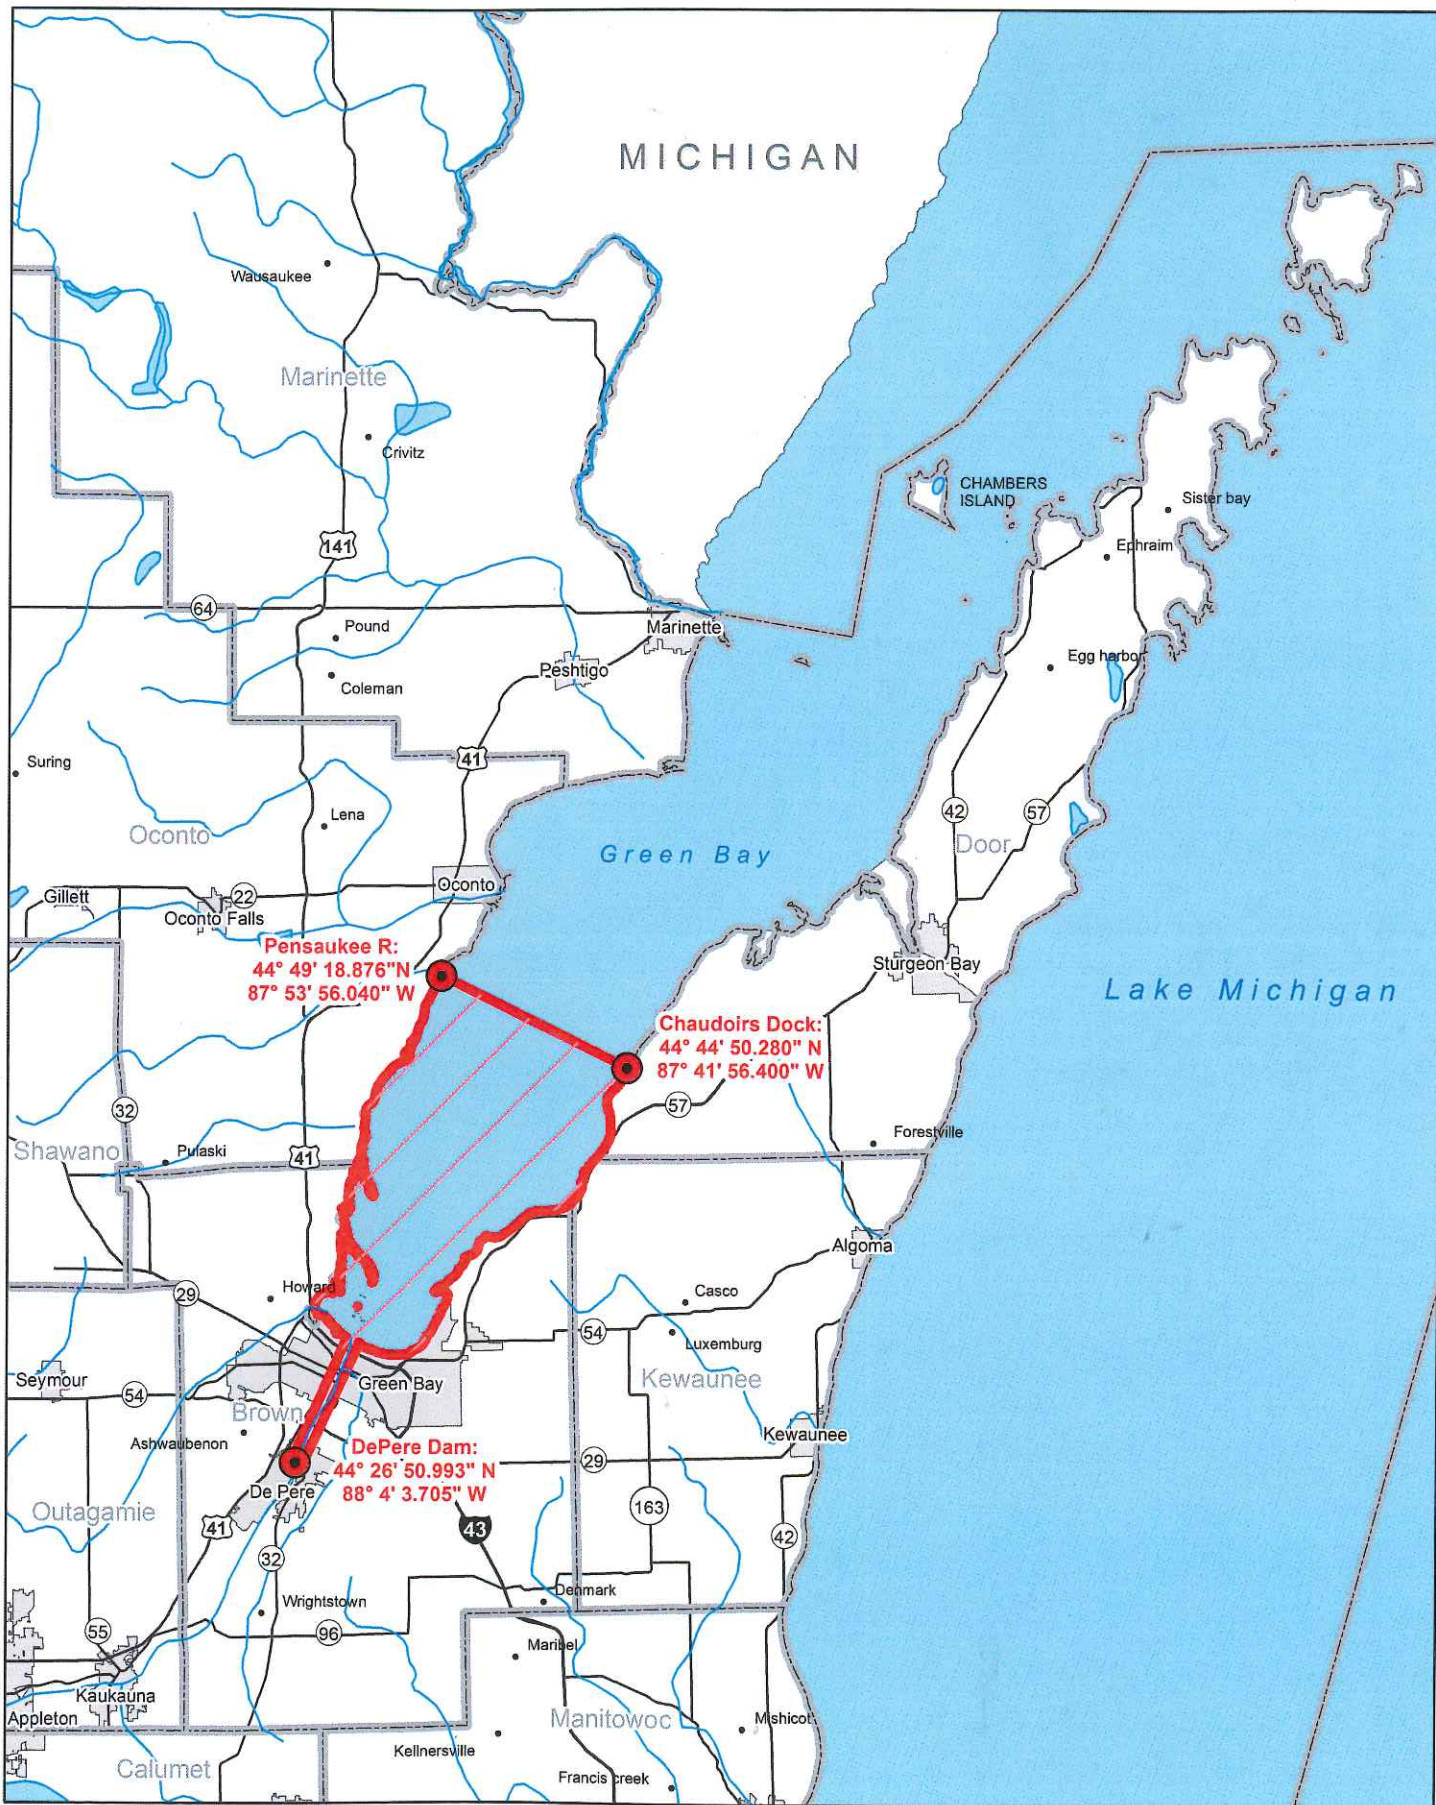 MICHIGAN
Wausaukee
Marinette
Crivitz
CHAMBERS
ISLAND
Sister bay
141
Ephraim
64
Pound
Marinette
Egg harbor
Peshtigo
Coleman
41
Suring
42
57
Lena
Oconto
Door
Green Bay
Oconto
22
Gillett
Oconto Falls
Pensaukee R:
44° 49' 18.876"N
87° 53' 56.040" W
Sturgeon Bay
Lake Michigan
Chaudoirs Dock:
44° 44' 50.280" N
87° 41' 56.400" W
57
32
Forestville
Shawano
Pulaski
41
Algoma
Howard
29
Casco
54
Luxemburg
Seymour
54
Green Bay
Kewaunee
Brown
Ashwaubenon
Kewaunee
DePere Dam:
44° 26' 50.993" N
88° 4' 3.705" W
29
De Pere
Outagamie
41
43
163
42
32
Denmark
Wrightstown
55
96
Maribel
Kaukauna
Appleton
Manitowoc
Mishicot
Kellnersville
Calumet
Francis creek